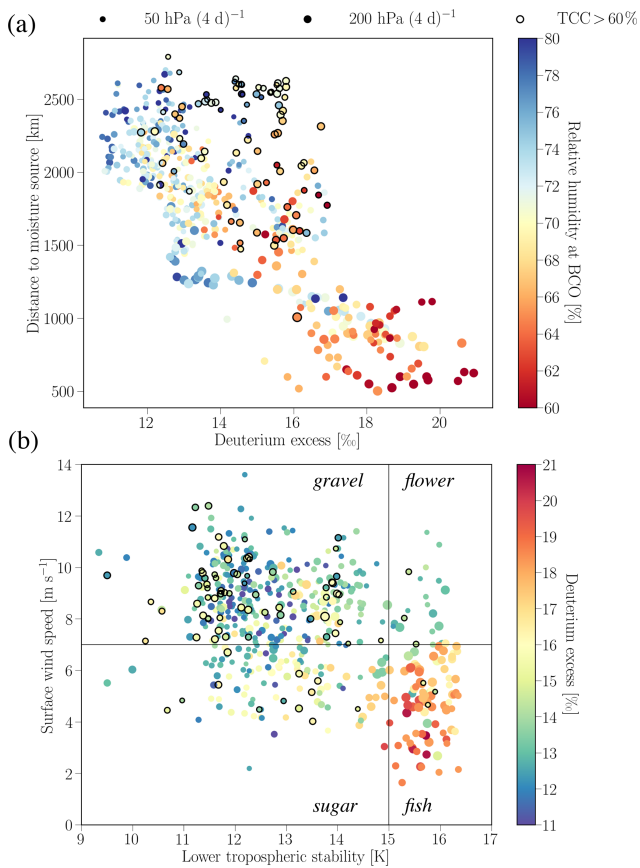 (a)
50 hPa (4 d)⁻¹ 200 hPa (4 d)⁻¹ TCC > 60%
2500
2000
1500
1000
500
Distance to moisture source [km]
12 14 16 18 20
Deuterium excess [‰]
80
78
76
74
72
70
68
66
64
62
60
Relative humidity at BCO [%]
(b)
gravel flower
sugar fish
14
12
10
8
6
4
2
0
Surface wind speed [m s⁻¹]
9 10 11 12 13 14 15 16 17
Lower tropospheric stability [K]
21
20
19
18
17
16
15
14
13
12
11
Deuterium excess [‰]